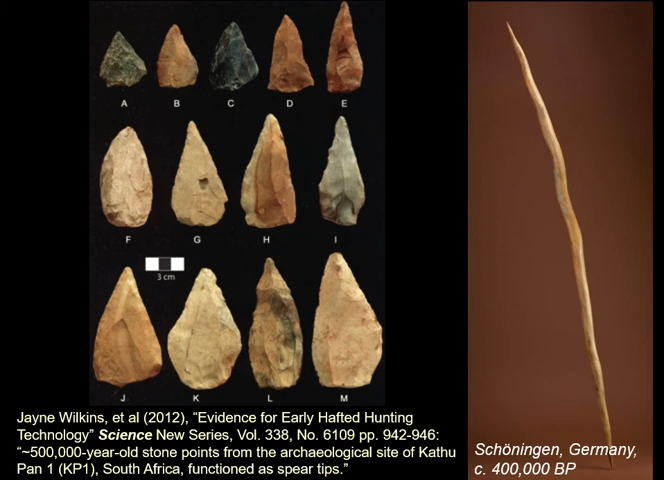 A B C D E
F G H I
3 cm
J K L M
Jayne Wilkins, et al (2012), “Evidence for Early Hafted Hunting
Technology” Science New Series, Vol. 338, No. 6109 pp. 942-946:
“~500,000-year-old stone points from the archaeological site of Kathu
Pan 1 (KP1), South Africa, functioned as spear tips.”
Schöningen, Germany,
c. 400,000 BP